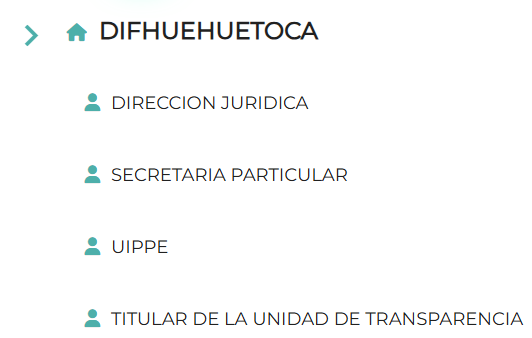 DIFHUEHUETOCA
DIRECCION JURIDICA
SECRETARIA PARTICULAR
UIPPE
TITULAR DE LA UNIDAD DE TRANSPARENCIA